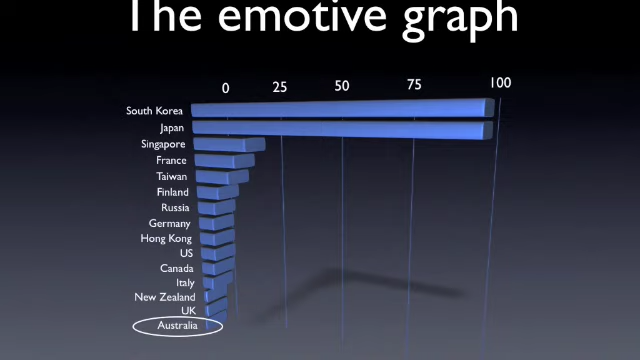 The emotive graph
0 25 50 75 100
South Korea
Japan
Singapore
France
Taiwan
Finland
Russia
Germany
Hong Kong
US
Canada
Italy
New Zealand
UK
Australia